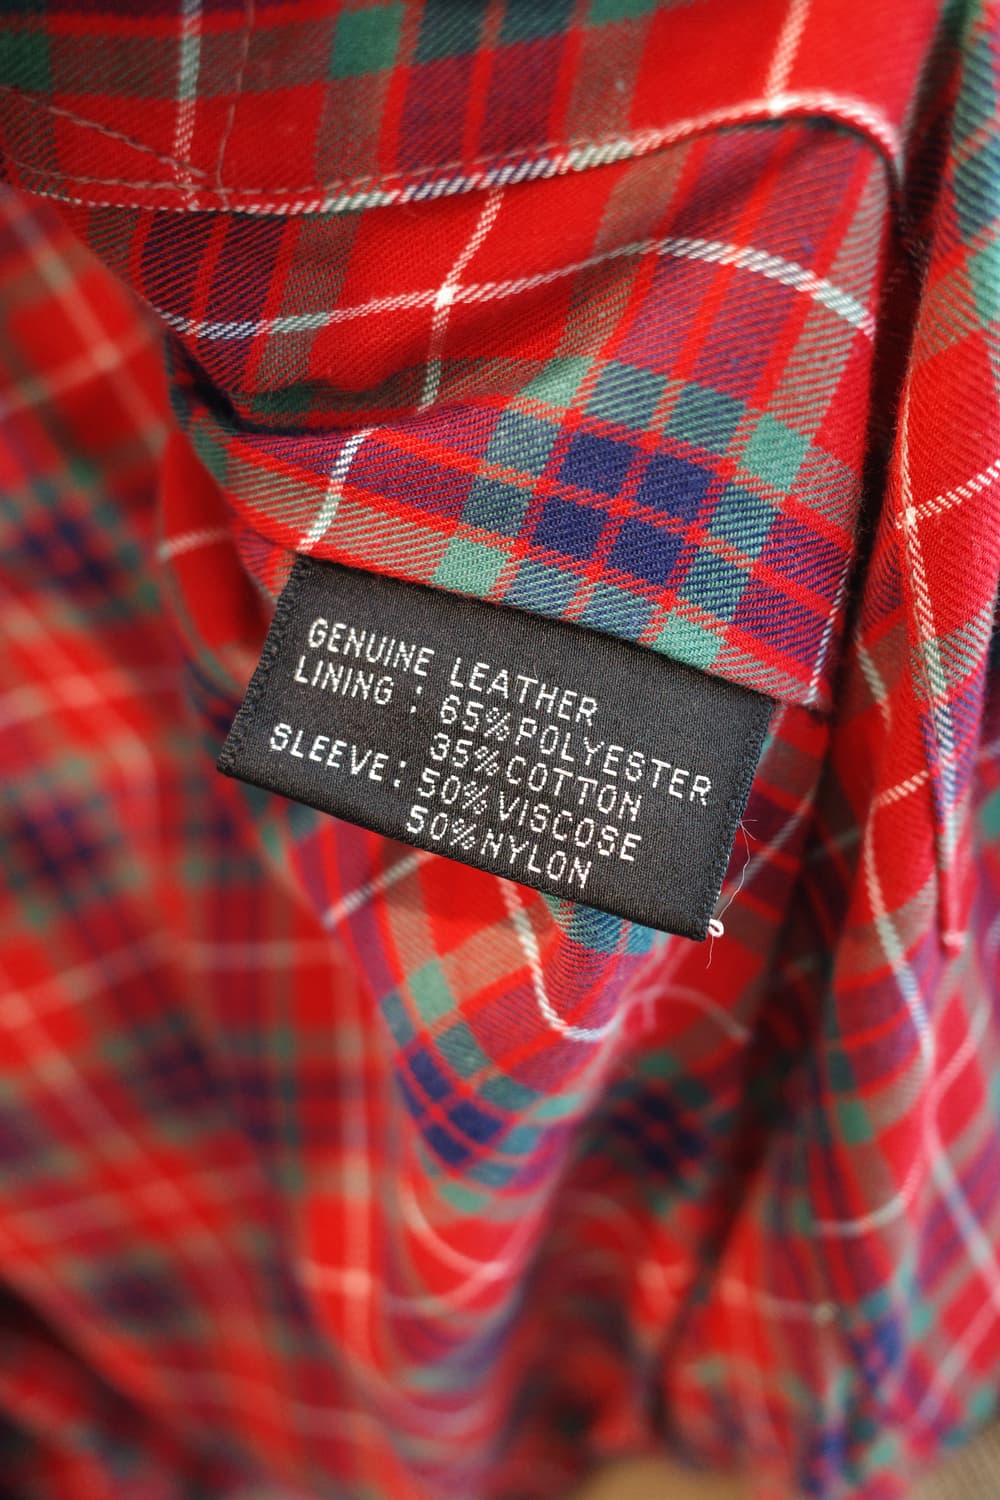 GENUINE LEATHER
LINING : 65%POLYESTER
35%COTTON
SLEEVE: 50%VISCOSE
50%NYLON